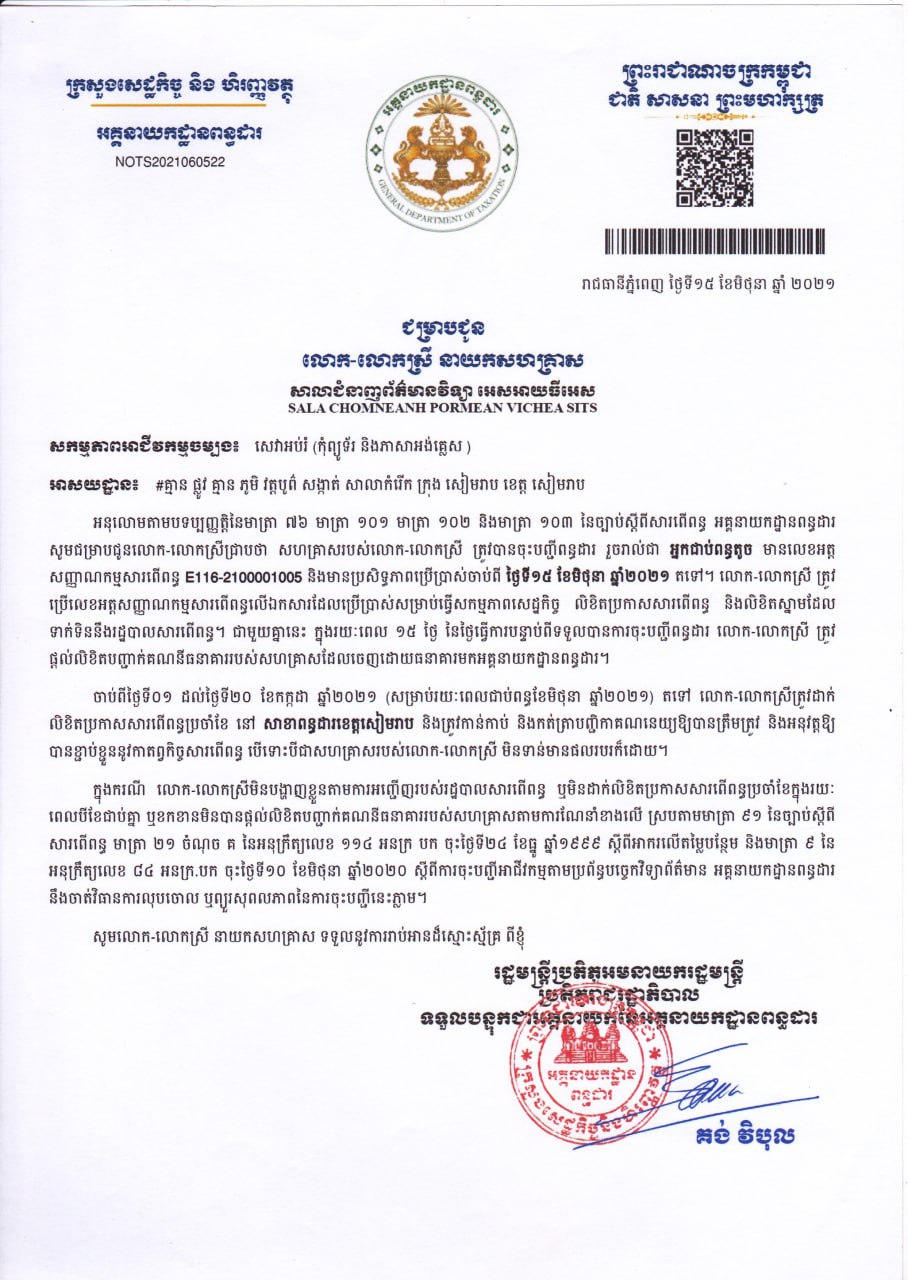 ក្រសួងសេដ្ឋកិច្ច និង ហិរញ្ញវត្ថុ
អគ្គនាយកដ្ឋានពន្ធដារ
NOTS2021060522
អគ្គនាយកដ្ឋានពន្ធដារ
GENERAL DEPARTMENT OF TAXATION
ព្រះរាជាណាចក្រកម្ពុជា
ជាតិ សាសនា ព្រះមហាក្សត្រ
រាជធានីភ្នំពេញ ថ្ងៃទី១៥ ខែមិថុនា ឆ្នាំ ២០២១
ជម្រាបជូន
លោក-លោកស្រី នាយកសហគ្រាស
សាលាជំនាញព័ត៌មានវិទ្យា អេសអាយធីអេស
SALA CHOMNEANH PORMEAN VICHEA SITS
សកម្មភាពអាជីវកម្មចម្បង៖ សេវាអប់រំ (កុំព្យូទ័រ និងភាសាអង់គ្លេស )
អាសយដ្ឋាន៖ #គ្មាន ផ្លូវ គ្មាន ភូមិ វត្តបូព៌ សង្កាត់ សាលាកំរើក ក្រុង សៀមរាប ខេត្ត សៀមរាប
អនុលោមតាមបទប្បញ្ញត្តិនៃមាត្រា ៧៦ មាត្រា ១០១ មាត្រា ១០២ និងមាត្រា ១០៣ នៃច្បាប់ស្តីពីសារពើពន្ធ អគ្គនាយកដ្ឋានពន្ធដារ
សូមជម្រាបជូនលោក-លោកស្រីជ្រាបថា សហគ្រាសរបស់លោក-លោកស្រី ត្រូវបានចុះបញ្ជីពន្ធដារ រួចរាល់ជា អ្នកជាប់ពន្ធតូច មានលេខអត្ត
សញ្ញាណកម្មសារពើពន្ធ E116-2100001005 និងមានប្រសិទ្ធភាពប្រើប្រាស់ចាប់ពី ថ្ងៃទី១៥ ខែមិថុនា ឆ្នាំ២០២១ តទៅ។ លោក-លោកស្រី ត្រូវ
ប្រើលេខអត្តសញ្ញាណកម្មសារពើពន្ធលើឯកសារដែលប្រើប្រាស់សម្រាប់ធ្វើសកម្មភាពសេដ្ឋកិច្ច លិខិតប្រកាសសារពើពន្ធ និងលិខិតស្នាមដែល
ទាក់ទិននឹងរដ្ឋបាលសារពើពន្ធ។ ជាមួយគ្នានេះ ក្នុងរយៈពេល ១៥ ថ្ងៃ នៃថ្ងៃធ្វើការបន្ទាប់ពីទទួលបានការចុះបញ្ជីពន្ធដារ លោក-លោកស្រី ត្រូវ
ផ្តល់លិខិតបញ្ជាក់គណនីធនាគាររបស់សហគ្រាសដែលចេញដោយធនាគារមកអគ្គនាយកដ្ឋានពន្ធដារ។
ចាប់ពីថ្ងៃទី០១ ដល់ថ្ងៃទី២០ ខែកក្កដា ឆ្នាំ២០២១ (សម្រាប់រយៈពេលជាប់ពន្ធខែមិថុនា ឆ្នាំ២០២១) តទៅ លោក-លោកស្រីត្រូវដាក់
លិខិតប្រកាសសារពើពន្ធប្រចាំខែ នៅ សាខាពន្ធដារខេត្តសៀមរាប និងត្រូវកាន់កាប់ និងកត់ត្រាបញ្ជិកាគណនេយ្យឱ្យបានត្រឹមត្រូវ និងអនុវត្តឱ្យ
បានខ្ជាប់ខ្ជួននូវកាតព្វកិច្ចសារពើពន្ធ បើទោះបីជាសហគ្រាសរបស់លោក-លោកស្រី មិនទាន់មានផលរបរក៏ដោយ។
ក្នុងករណី លោក-លោកស្រីមិនបង្ហាញខ្លួនតាមការអញ្ជើញរបស់រដ្ឋបាលសារពើពន្ធ ឬមិនដាក់លិខិតប្រកាសសារពើពន្ធប្រចាំខែក្នុងរយៈ
ពេលបីខែជាប់គ្នា ឬខកខានមិនបានផ្តល់លិខិតបញ្ជាក់គណនីធនាគាររបស់សហគ្រាសតាមការណែនាំខាងលើ ស្របតាមមាត្រា ៩១ នៃច្បាប់ស្តីពី
សារពើពន្ធ មាត្រា ២១ ចំណុច គ នៃអនុក្រឹត្យលេខ ១១៤ អនក្រ បក ចុះថ្ងៃទី២៤ ខែធ្នូ ឆ្នាំ១៩៩៩ ស្តីពីអាករលើតម្លៃបន្ថែម និងមាត្រា ៩ នៃ
អនុក្រឹត្យលេខ ៨៤ អនក្រ.បក ចុះថ្ងៃទី១០ ខែមិថុនា ឆ្នាំ២០២០ ស្តីពីការចុះបញ្ជីអាជីវកម្មតាមប្រព័ន្ធបច្ចេកវិទ្យាព័ត៌មាន អគ្គនាយកដ្ឋានពន្ធដារ
នឹងចាត់វិធានការលុបចោល ឬព្យួរសុពលភាពនៃការចុះបញ្ជីនេះភ្លាម។
សូមលោក-លោកស្រី នាយកសហគ្រាស ទទួលនូវការរាប់អានដ៏ស្មោះស្ម័គ្រ ពីខ្ញុំ
រដ្ឋមន្ត្រីប្រតិភូអមនាយករដ្ឋមន្ត្រី
ប្រតិភូរាជរដ្ឋាភិបាល
ទទួលបន្ទុកជាអគ្គនាយកនៃអគ្គនាយកដ្ឋានពន្ធដារ
អគ្គនាយកដ្ឋាន
ពន្ធដារ
ក្រសួងសេដ្ឋកិច្ចនិងហិរញ្ញវត្ថុ
គង់ វិបុល